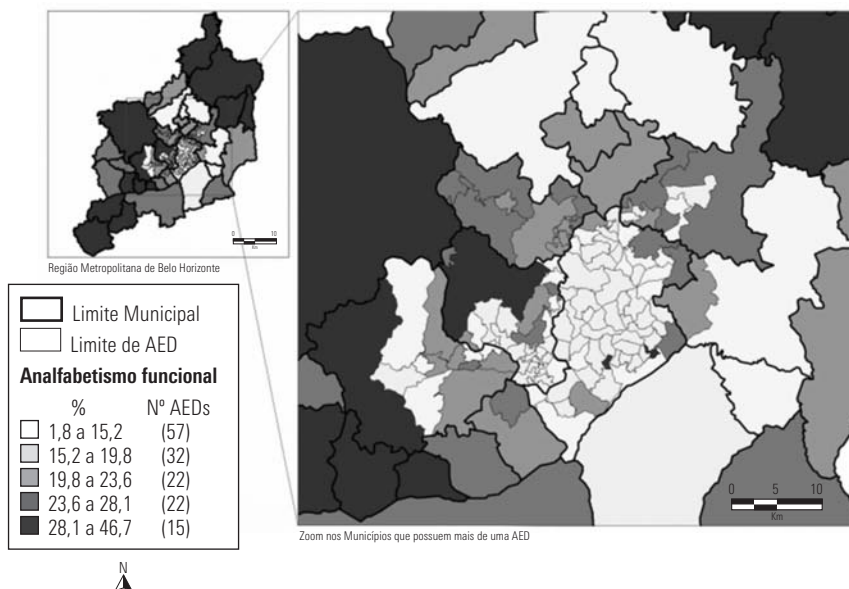 0 10
Km
Região Metropolitana de Belo Horizonte
Limite Municipal
Limite de AED
Analfabetismo funcional
% Nº AEDs
1,8 a 15,2 (57)
15,2 a 19,8 (32)
19,8 a 23,6 (22)
23,6 a 28,1 (22)
28,1 a 46,7 (15)
N
0 5 10
Km
Zoom nos Municípios que possuem mais de uma AED